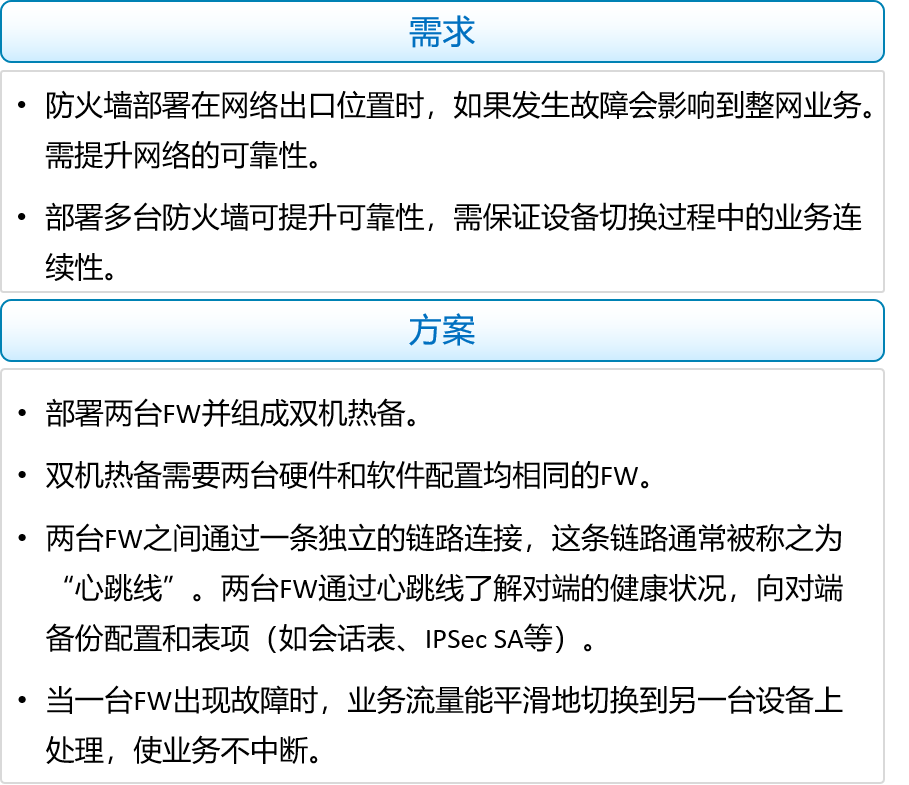 需求
• 防火墙部署在网络出口位置时，如果发生故障会影响到整网业务。
需提升网络的可靠性。
• 部署多台防火墙可提升可靠性，需保证设备切换过程中的业务连
续性。
方案
• 部署两台FW并组成双机热备。
• 双机热备需要两台硬件和软件配置均相同的FW。
• 两台FW之间通过一条独立的链路连接，这条链路通常被称之为
“心跳线”。两台FW通过心跳线了解对端的健康状况，向对端
备份配置和表项（如会话表、IPSec SA等）。
• 当一台FW出现故障时，业务流量能平滑地切换到另一台设备上
处理，使业务不中断。